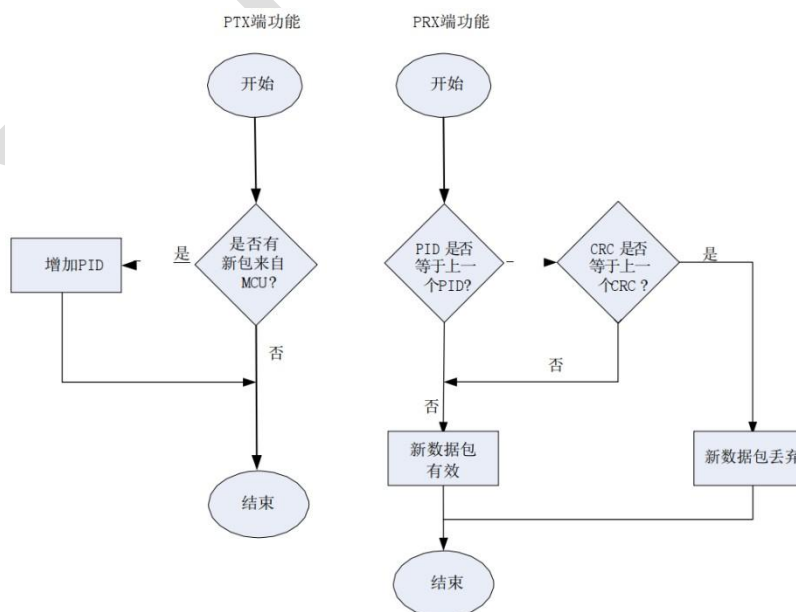 PTX端功能
开始
是否有
新包来自
MCU?
是
增加PID
否
结束
PRX端功能
开始
PID 是否
等于上一
个PID?
CRC 是否
等于上一
个CRC ?
是
否
否
新数据包
有效
新数据包丢弃
结束